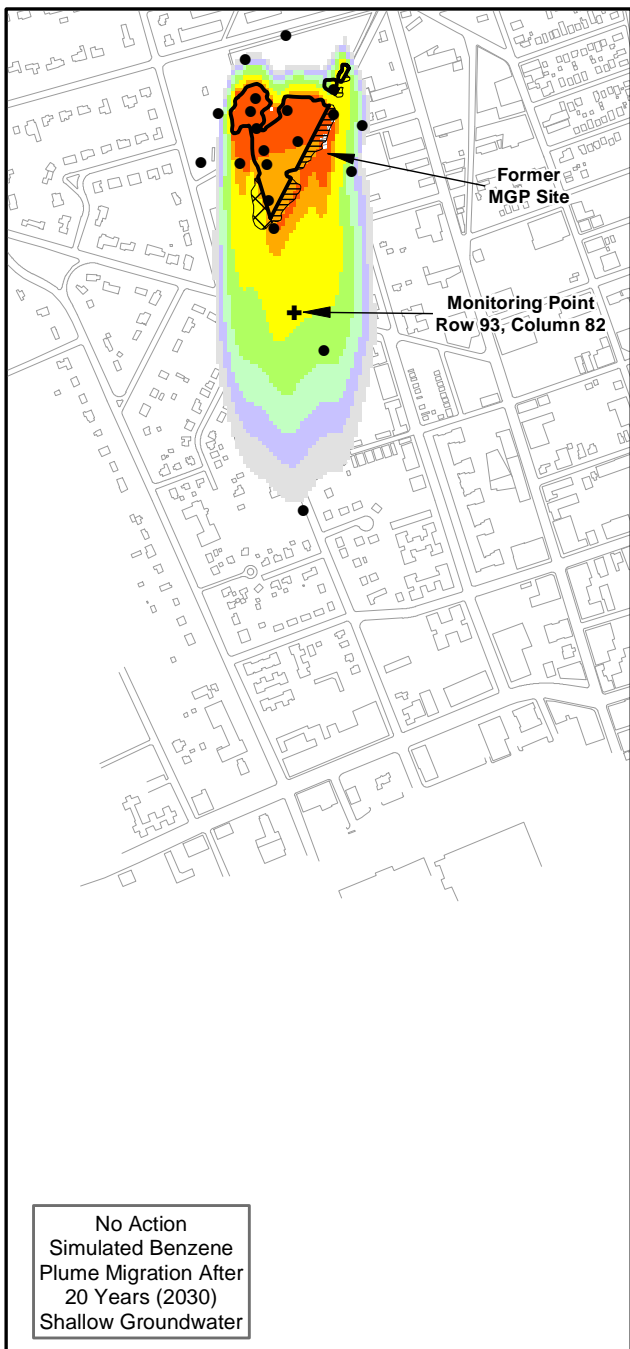 Former
MGP Site
Monitoring Point
Row 93, Column 82
No Action
Simulated Benzene
Plume Migration After
20 Years (2030)
Shallow Groundwater